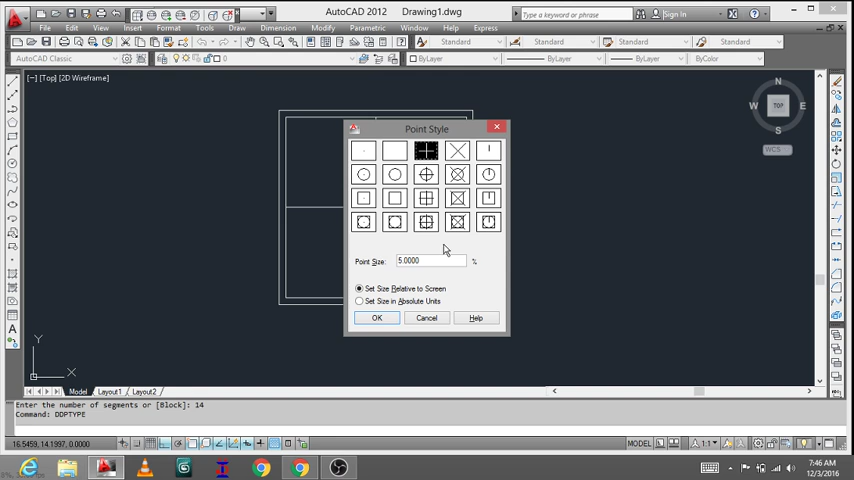 AutoCAD 2012 Drawing1.dwg
Type a keyword or phrase
Sign In
File Edit View Insert Format Tools Draw Dimension Modify Parametric Window Help Express
Standard Standard Standard Standard
AutoCAD Classic 0 ByLayer ByLayer ByLayer ByColor
[−] [Top] [2D Wireframe]
N
W TOP E
S
WCS
Point Style
Point Size: 5.0000 %
Set Size Relative to Screen
Set Size in Absolute Units
OK Cancel Help
Y
X
Model Layout1 Layout2
Enter the number of segments or [Block]: 14
Command: DDPTYPE
16.5459, 14.1997, 0.0000 MODEL 1:1
7:46 AM
12/3/2016